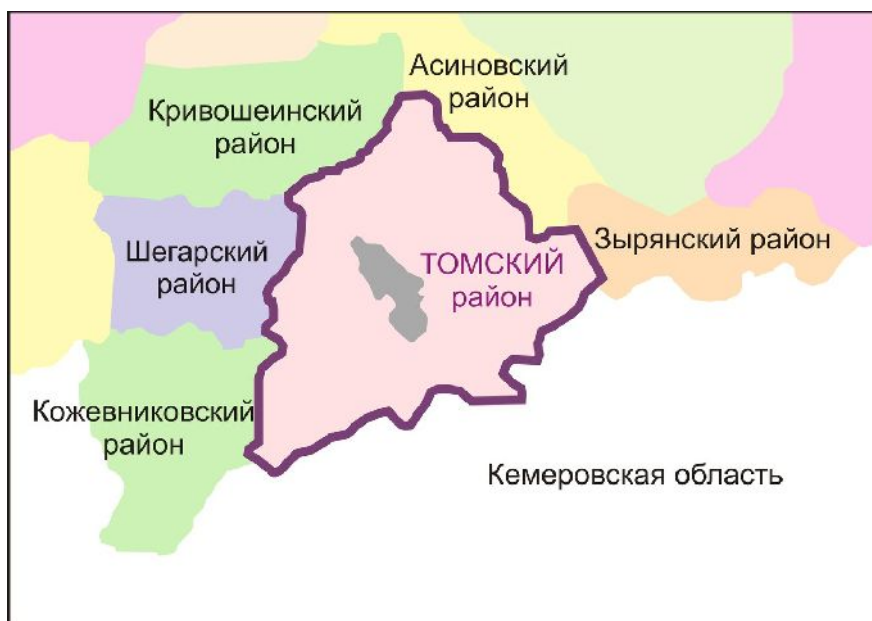 Асиновский
район
Кривошеинский
район
Шегарский
район
ТОМСКИЙ
район
Зырянский район
Кожевниковский
район
Кемеровская область